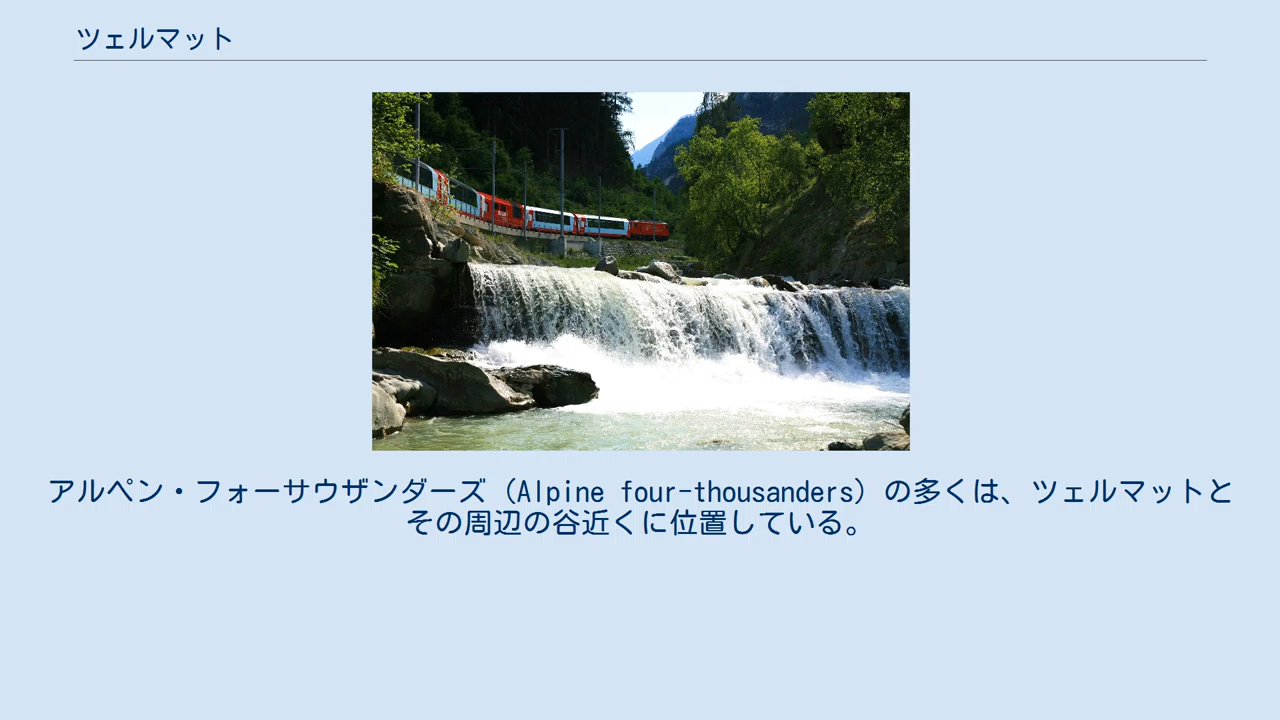 ツェルマット
アルペン・フォーサウザンダーズ（Alpine four-thousanders）の多くは、ツェルマットと
その周辺の谷近くに位置している。